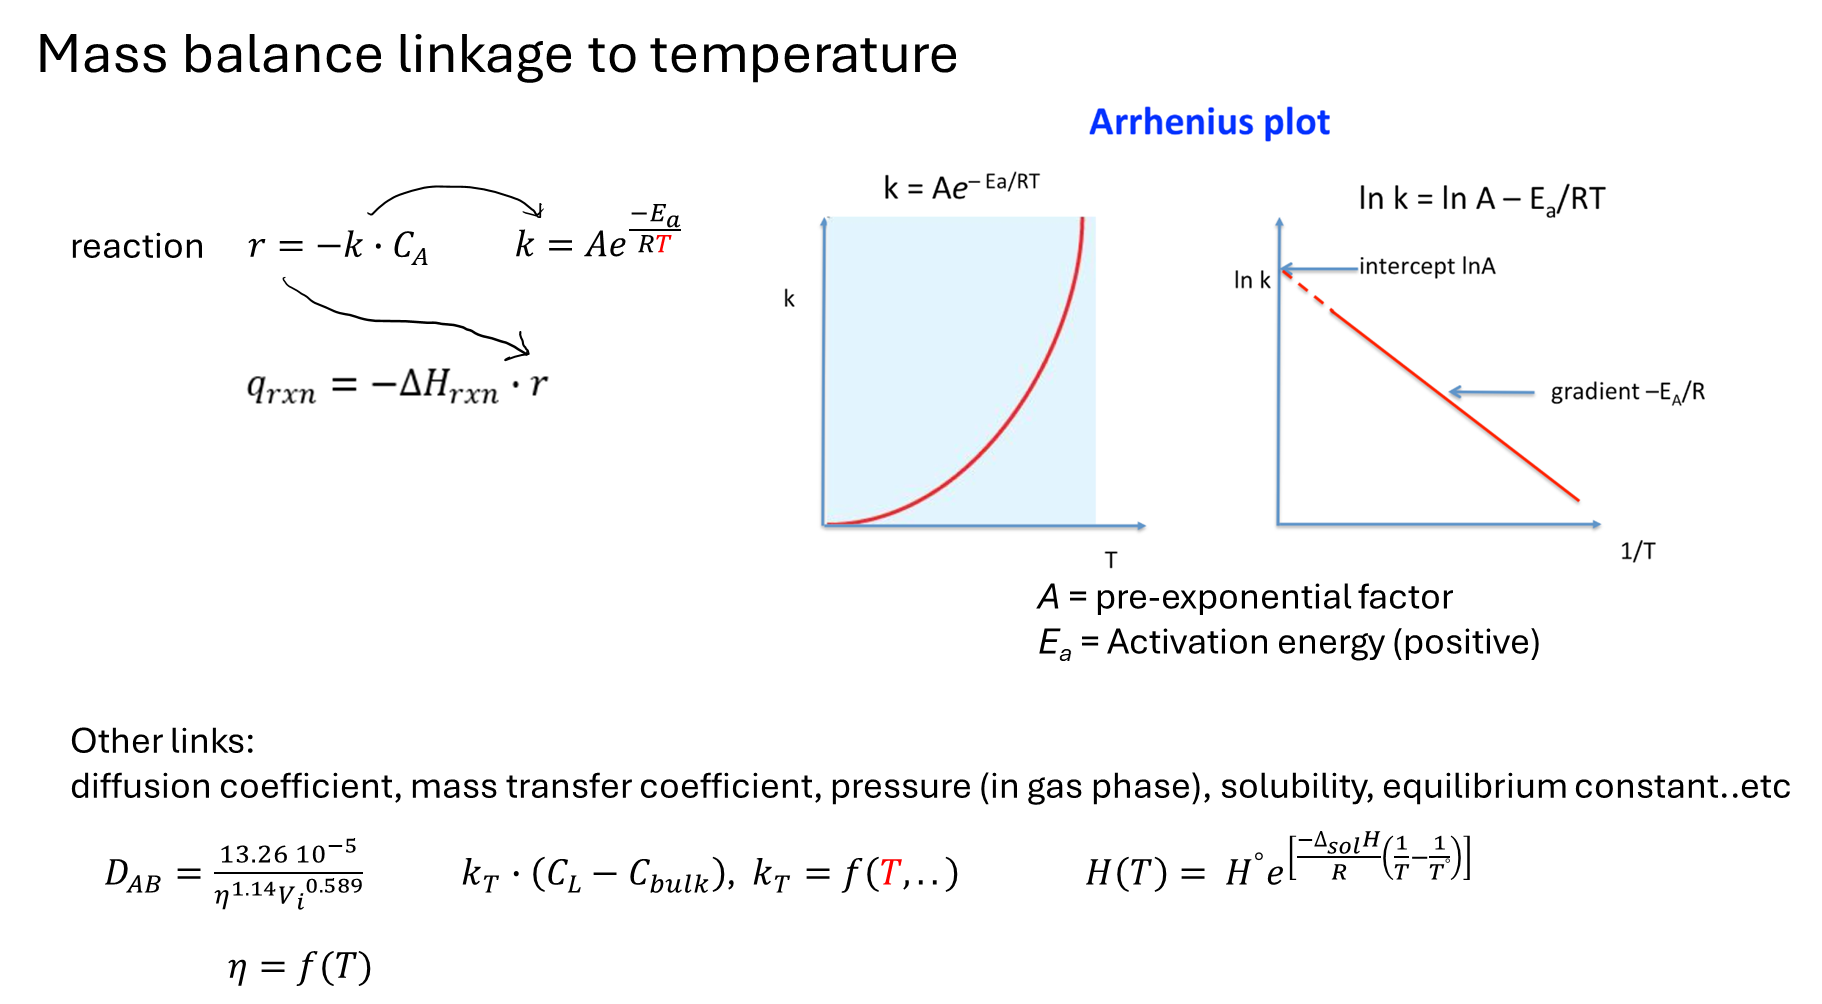 Mass balance linkage to temperature
Arrhenius plot
reaction r = −k · C_A k = Ae^(−E_a/RT)
q_rxn = −ΔH_rxn · r
k = Ae^(– Ea/RT)
k
T
ln k = ln A – E_a/RT
ln k
intercept lnA
gradient –E_A/R
1/T
A = pre-exponential factor
E_a = Activation energy (positive)
Other links:
diffusion coefficient, mass transfer coefficient, pressure (in gas phase), solubility, equilibrium constant..etc
D_AB = 13.26 10^−5 / η^1.14 V_i^0.589 k_T · (C_L − C_bulk), k_T = f(T,..) H(T) = H° e^[−Δ_sol H/R (1/T − 1/T°)]
η = f(T)